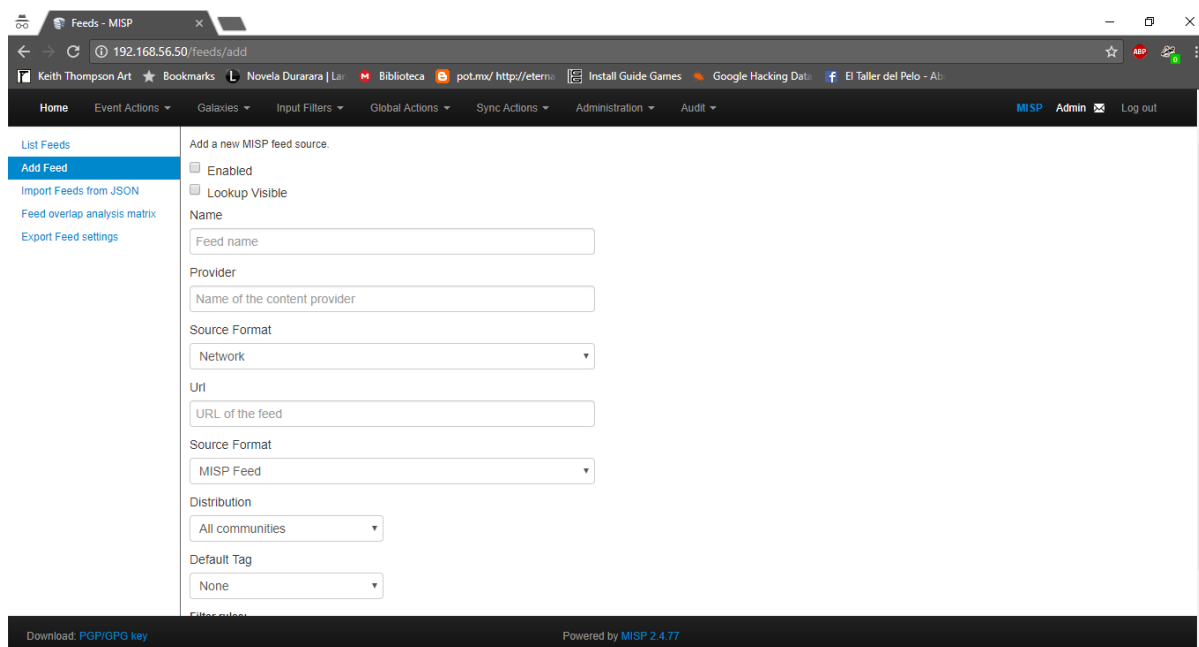 Feeds - MISP
192.168.56.50/feeds/add
ABP
0
Keith Thompson Art Bookmarks Novela Durarara | Lar Biblioteca pot.mx/ http://eterna Install Guide Games Google Hacking Data El Taller del Pelo - Ab
Home Event Actions Galaxies Input Filters Global Actions Sync Actions Administration Audit MISP Admin Log out
List Feeds
Add Feed
Import Feeds from JSON
Feed overlap analysis matrix
Export Feed settings
Add a new MISP feed source.
Enabled
Lookup Visible
Name
Feed name
Provider
Name of the content provider
Source Format
Network
Url
URL of the feed
Source Format
MISP Feed
Distribution
All communities
Default Tag
None
Filter rules:
Download: PGP/GPG key Powered by MISP 2.4.77